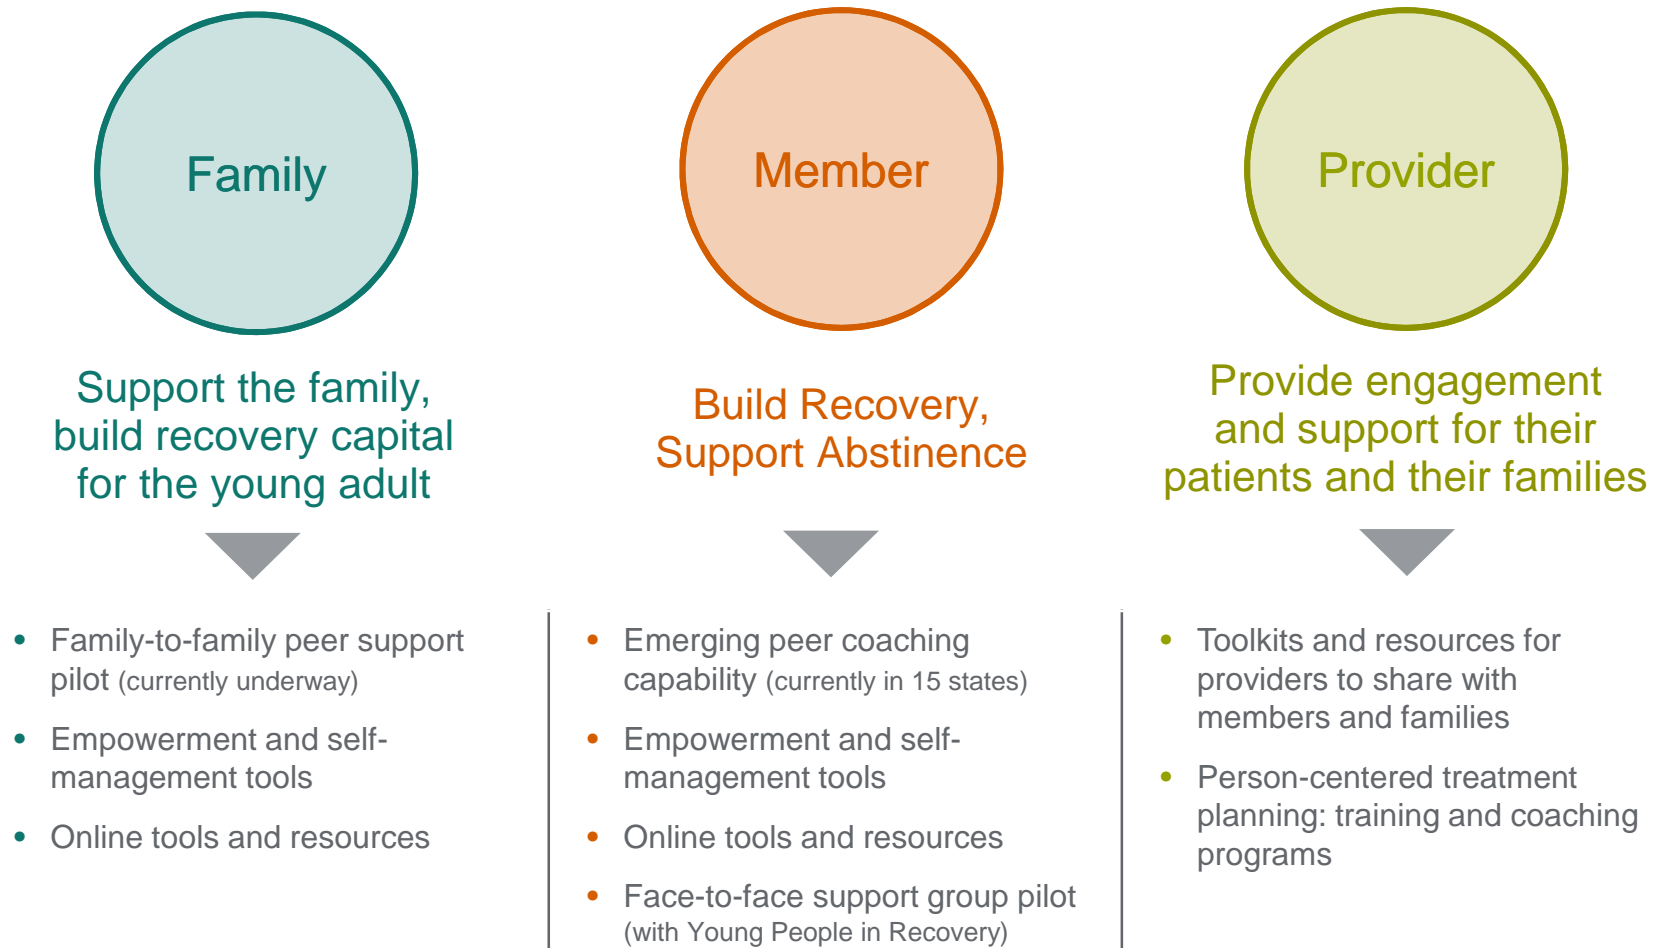 Family
Support the family,
build recovery capital
for the young adult
• Family-to-family peer support
pilot (currently underway)
• Empowerment and self-
management tools
• Online tools and resources
Member
Build Recovery,
Support Abstinence
• Emerging peer coaching
capability (currently in 15 states)
• Empowerment and self-
management tools
• Online tools and resources
• Face-to-face support group pilot
(with Young People in Recovery)
Provider
Provide engagement
and support for their
patients and their families
• Toolkits and resources for
providers to share with
members and families
• Person-centered treatment
planning: training and coaching
programs